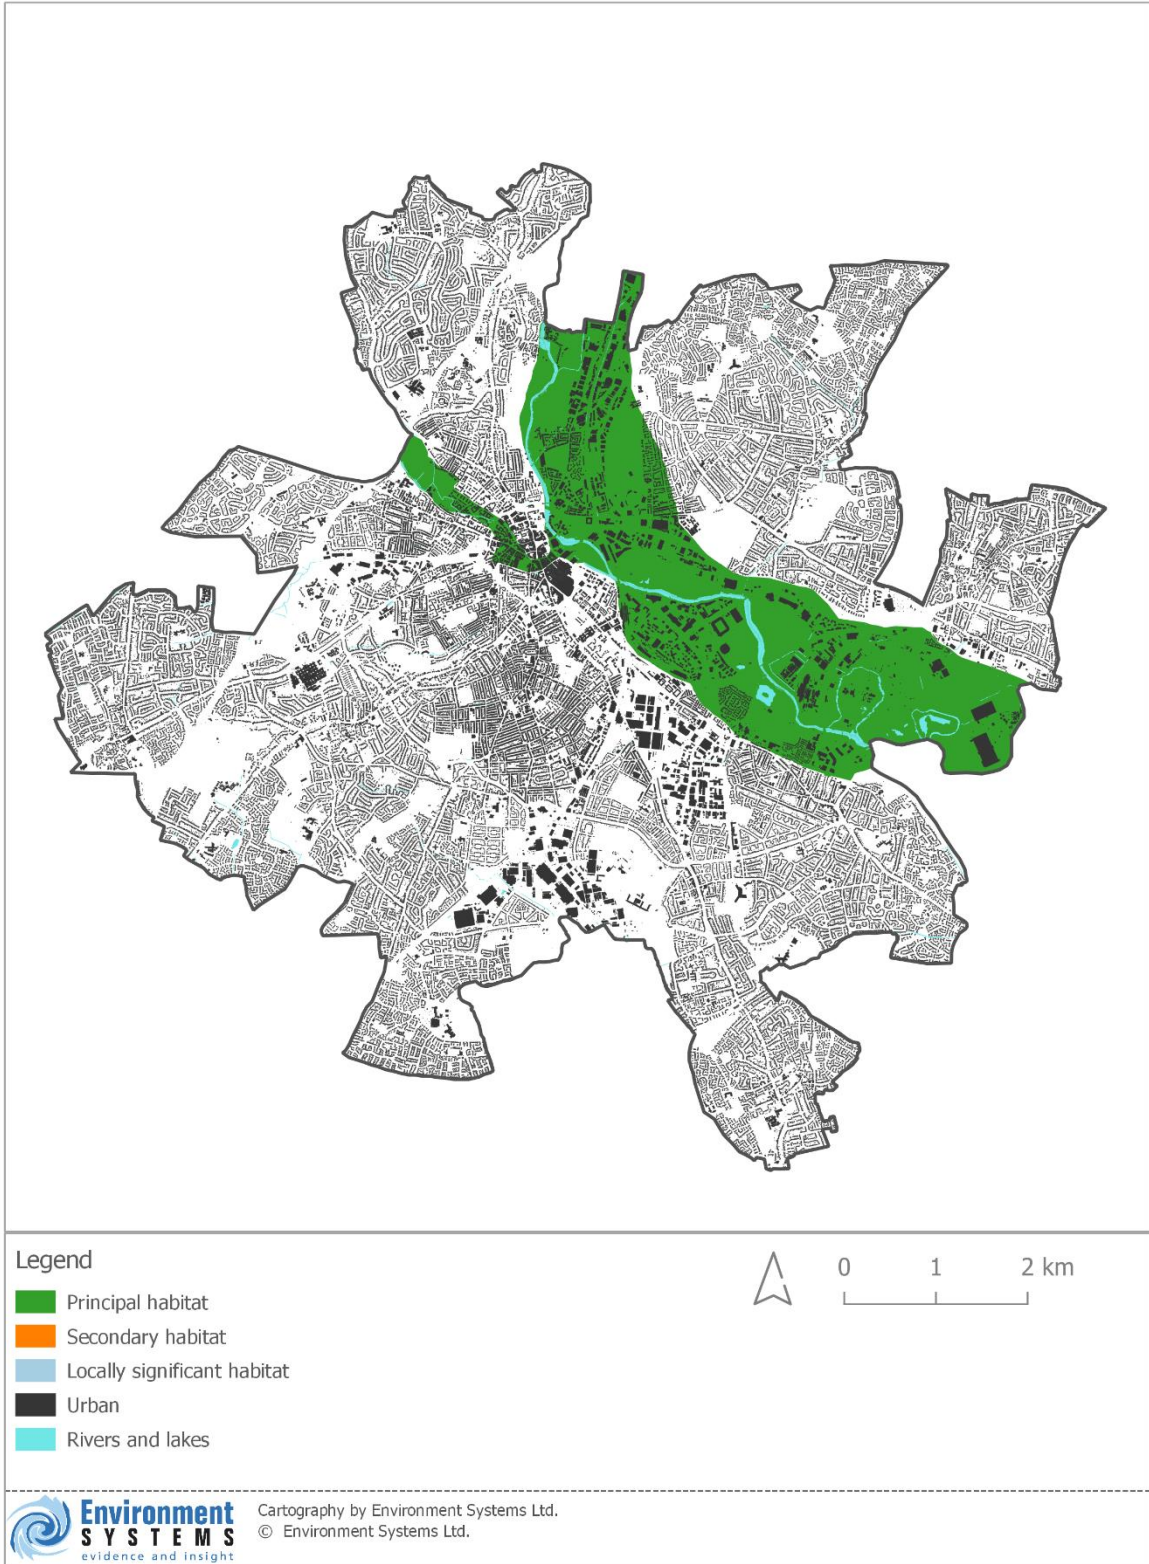 Legend
0 1 2 km
Principal habitat
Secondary habitat
Locally significant habitat
Urban
Rivers and lakes
Environment
SYSTEMS
evidence and insight
Cartography by Environment Systems Ltd.
© Environment Systems Ltd.